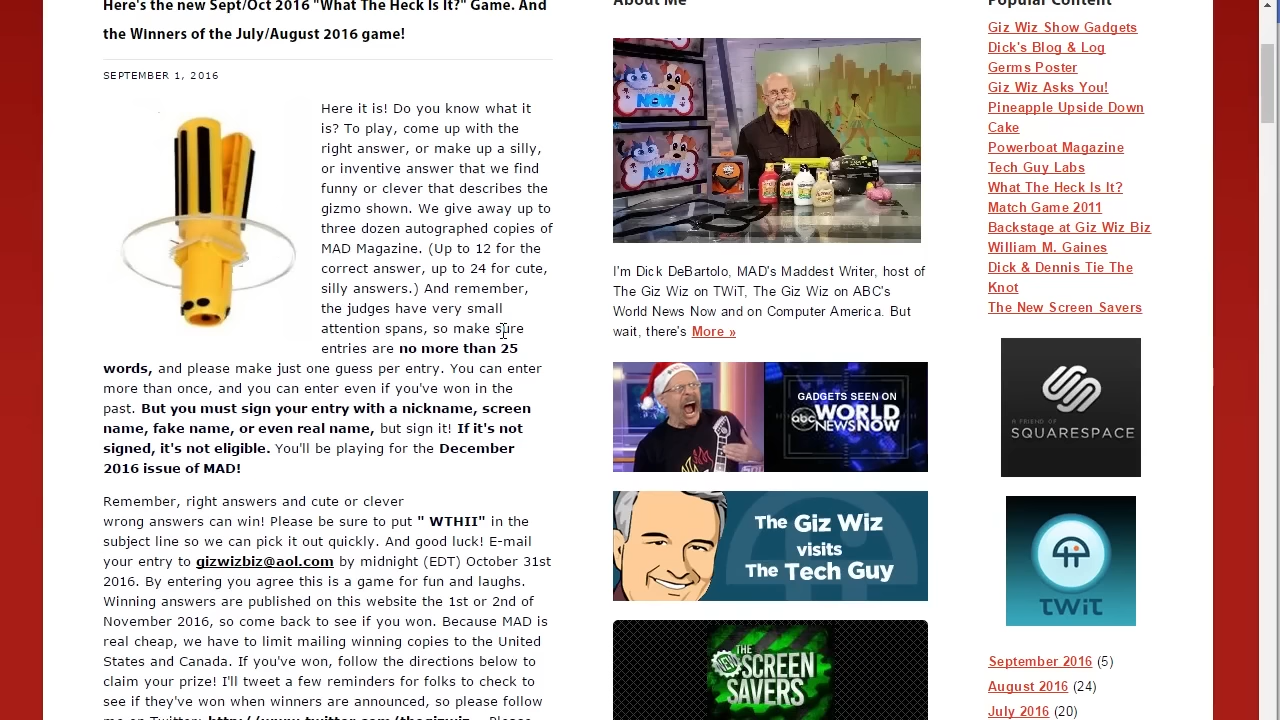 Here's the new Sept/Oct 2016 "What The Heck Is It?" Game. And
the Winners of the July/August 2016 game!
SEPTEMBER 1, 2016
Here it is! Do you know what it
is? To play, come up with the
right answer, or make up a silly,
or inventive answer that we find
funny or clever that describes the
gizmo shown. We give away up to
three dozen autographed copies of
MAD Magazine. (Up to 12 for the
correct answer, up to 24 for cute,
silly answers.) And remember,
the judges have very small
attention spans, so make sure
entries are no more than 25
words, and please make just one guess per entry. You can enter
more than once, and you can enter even if you've won in the
past. But you must sign your entry with a nickname, screen
name, fake name, or even real name, but sign it! If it's not
signed, it's not eligible. You'll be playing for the December
2016 issue of MAD!
Remember, right answers and cute or clever
wrong answers can win! Please be sure to put " WTHII" in the
subject line so we can pick it out quickly. And good luck! E-mail
your entry to gizwizbiz@aol.com by midnight (EDT) October 31st
2016. By entering you agree this is a game for fun and laughs.
Winning answers are published on this website the 1st or 2nd of
November 2016, so come back to see if you won. Because MAD is
real cheap, we have to limit mailing winning copies to the United
States and Canada. If you've won, follow the directions below to
claim your prize! I'll tweet a few reminders for folks to check to
see if they've won when winners are announced, so please follow
me on Twitter: http://www.twitter.com/thegizwiz Please
About Me
NOW
NOW
I'm Dick DeBartolo, MAD's Maddest Writer, host of
The Giz Wiz on TWiT, The Giz Wiz on ABC's
World News Now and on Computer America. But
wait, there's More »
GADGETS SEEN ON
abc WORLD
NEWS NOW
The Giz Wiz
visits
The Tech Guy
THE NEW
SCREEN
SAVERS
Popular Content
Giz Wiz Show Gadgets
Dick's Blog & Log
Germs Poster
Giz Wiz Asks You!
Pineapple Upside Down
Cake
Powerboat Magazine
Tech Guy Labs
What The Heck Is It?
Match Game 2011
Backstage at Giz Wiz Biz
William M. Gaines
Dick & Dennis Tie The
Knot
The New Screen Savers
A FRIEND OF
SQUARESPACE
TWiT
September 2016 (5)
August 2016 (24)
July 2016 (20)